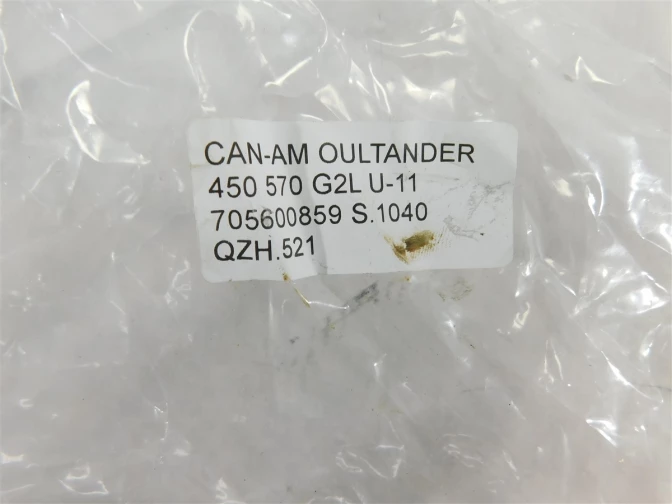 CAN-AM OULTANDER
450 570 G2L U-11
705600859 S.1040
QZH.521